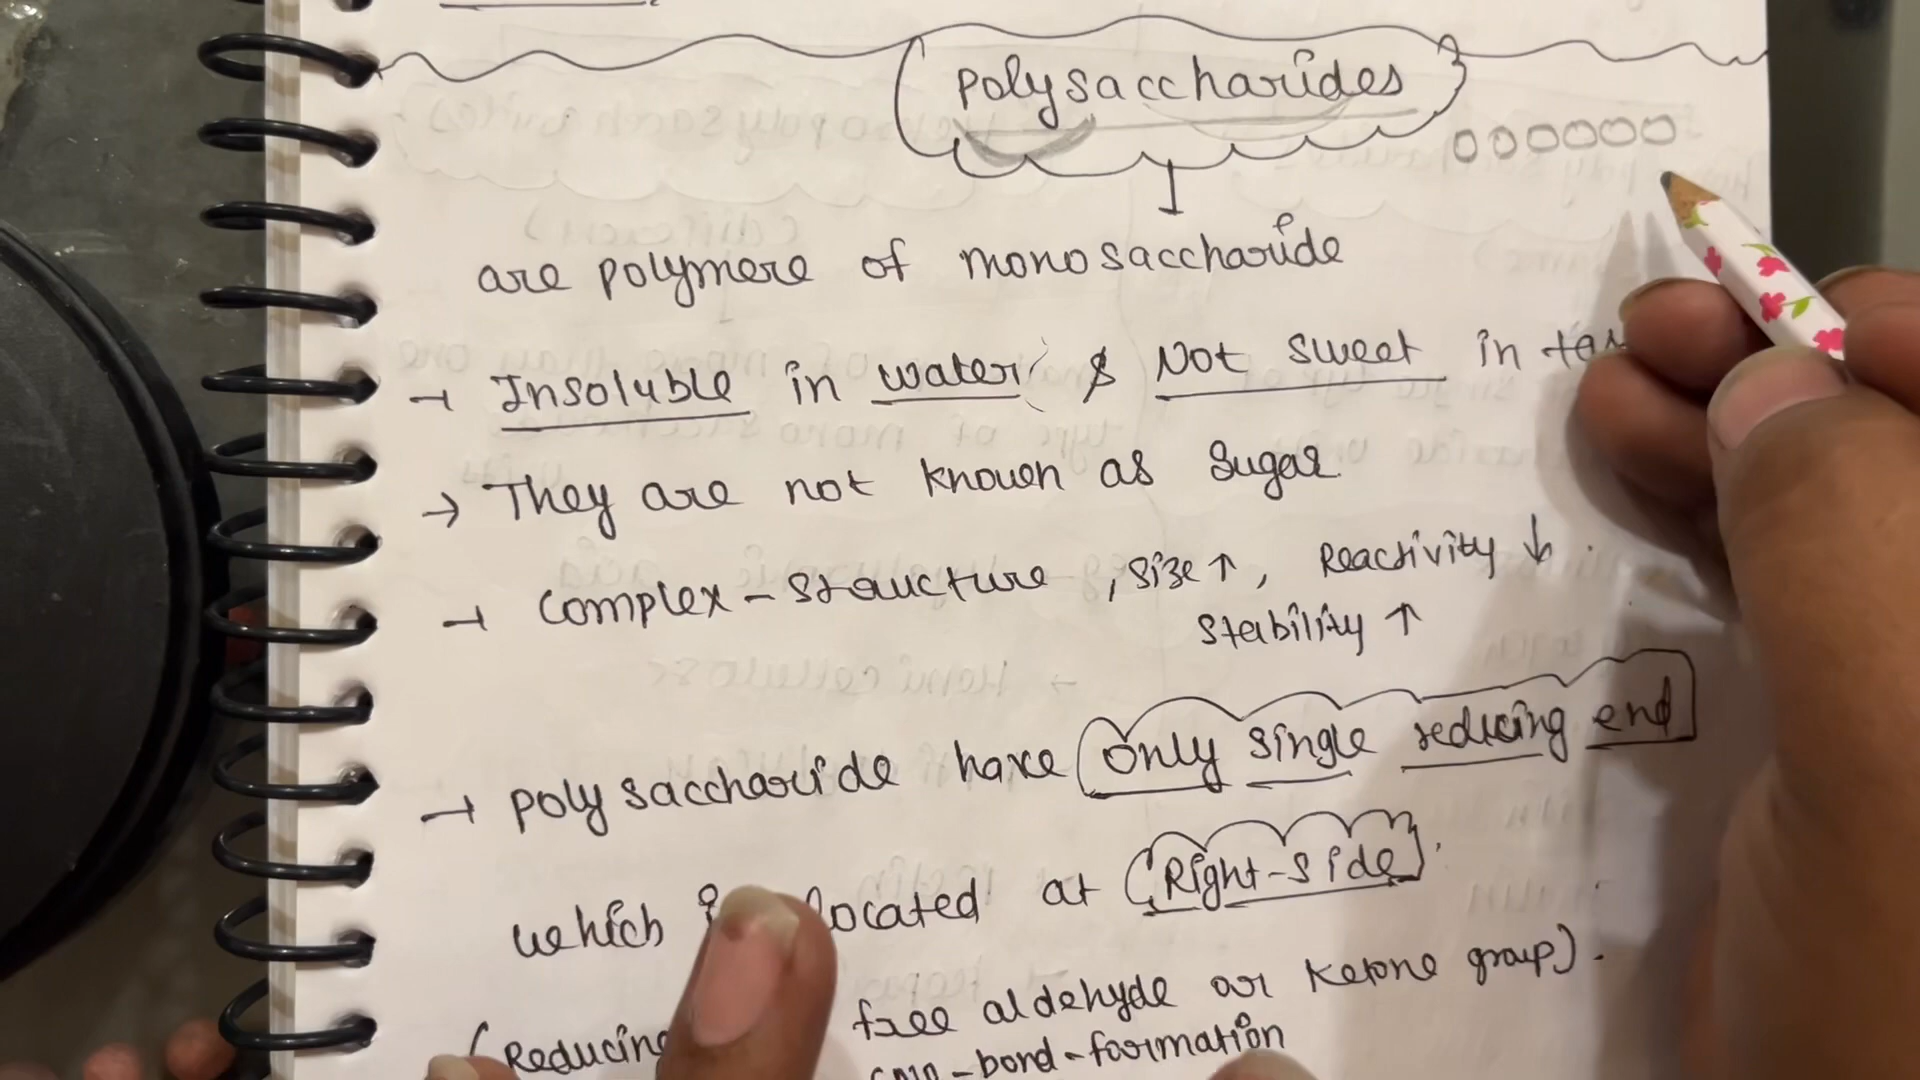 Polysaccharides
are polymere of monosaccharide
→ Insoluble in water & Not sweet in
→ They are not known as Sugar
→ Complex-structure, size↑, Reactivity ↓.
Stability ↑
→ polysaccharide have only single reducing end
which located at Right-side.
(Reducing free aldehyde or Ketone group).
-bond-formation